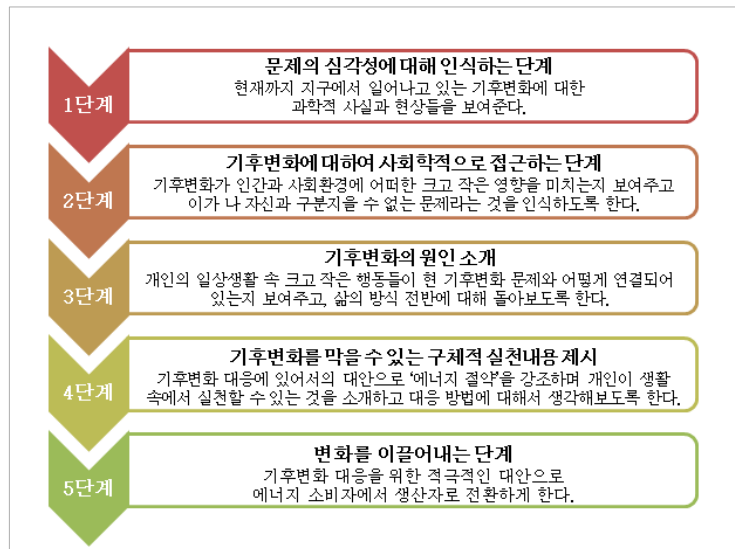 1단계
문제의 심각성에 대해 인식하는 단계
현재까지 지구에서 일어나고 있는 기후변화에 대한
과학적 사실과 현상들을 보여준다.
2단계
기후변화에 대하여 사회학적으로 접근하는 단계
기후변화가 인간과 사회환경에 어떠한 크고 작은 영향을 미치는지 보여주고
이가 나 자신과 구분지을 수 없는 문제라는 것을 인식하도록 한다.
3단계
기후변화의 원인 소개
개인의 일상생활 속 크고 작은 행동들이 현 기후변화 문제와 어떻게 연결되어
있는지 보여주고, 삶의 방식 전반에 대해 돌아보도록 한다.
4단계
기후변화를 막을 수 있는 구체적 실천내용 제시
기후변화 대응에 있어서의 대안으로 ‘에너지 절약’을 강조하며 개인이 생활
속에서 실천할 수 있는 것을 소개하고 대응 방법에 대해서 생각해보도록 한다.
5단계
변화를 이끌어내는 단계
기후변화 대응을 위한 적극적인 대안으로
에너지 소비자에서 생산자로 전환하게 한다.